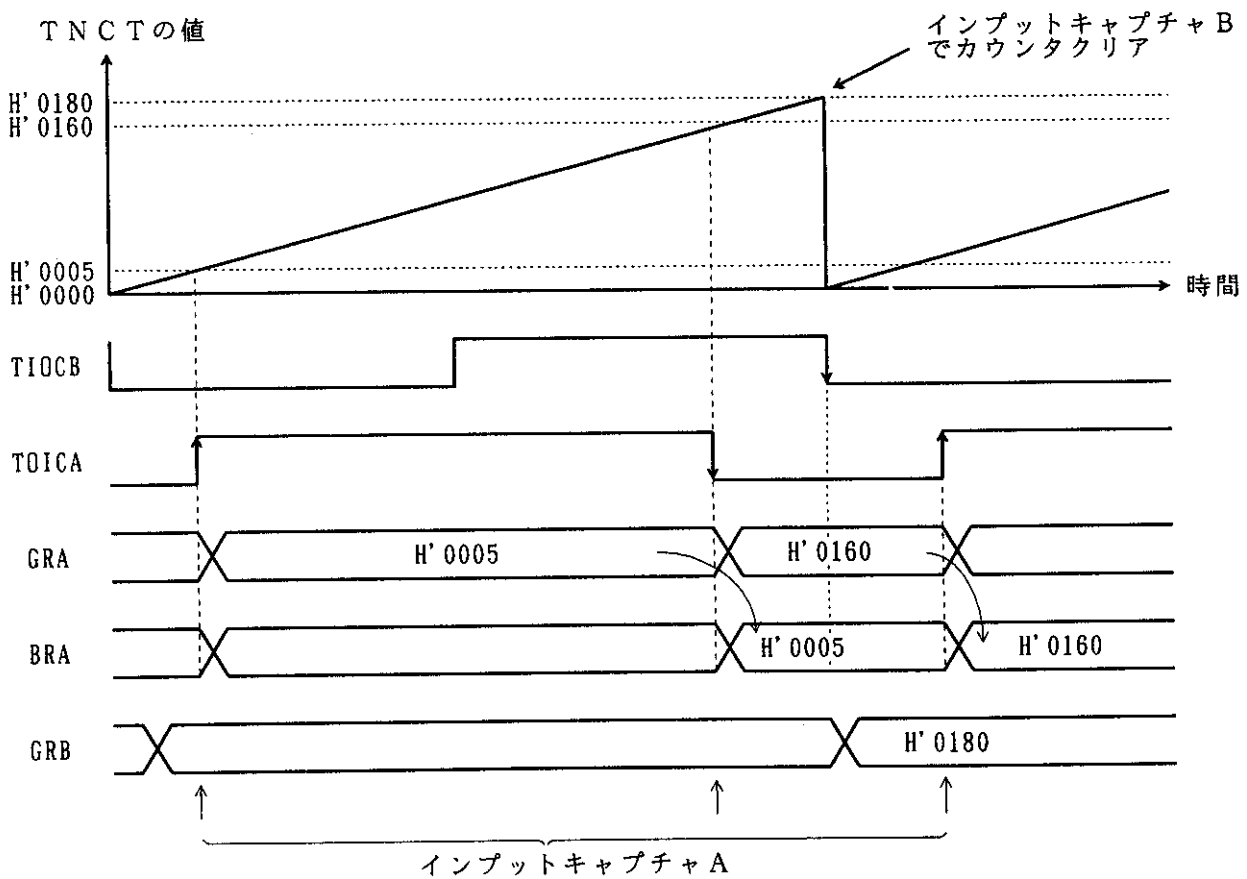 TNCTの値
インプットキャプチャB
でカウンタクリア
H'0180
H'0160
H'0005
H'0000
時間
TIOCB
TOICA
GRA
H'0005
H'0160
BRA
H'0005
H'0160
GRB
H'0180
インプットキャプチャA